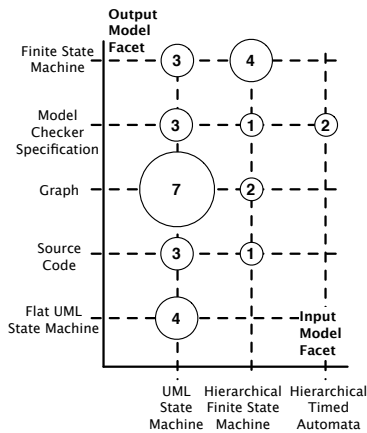 Output
Model
Facet
Finite State
Machine
3
4
Model
Checker
Specification
3
1
2
Graph
7
2
Source
Code
3
1
Flat UML
State Machine
4
Input
Model
Facet
UML
State
Machine
Hierarchical
Finite State
Machine
Hierarchical
Timed
Automata